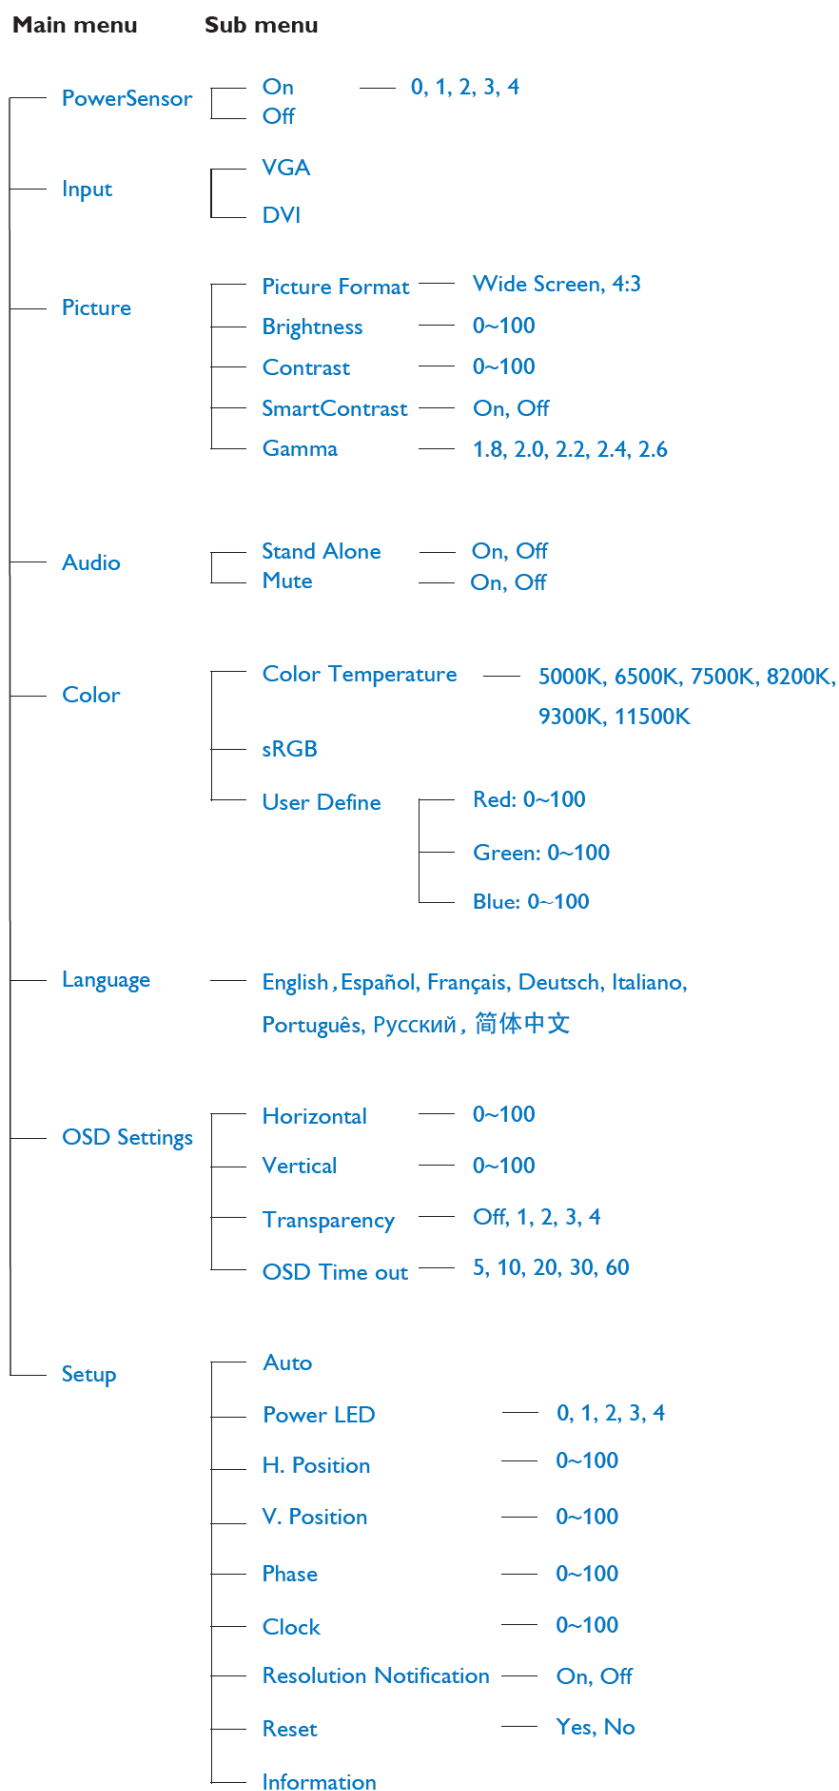 Main menu Sub menu
PowerSensor On 0, 1, 2, 3, 4
Off
Input VGA
DVI
Picture Picture Format Wide Screen, 4:3
Brightness 0~100
Contrast 0~100
SmartContrast On, Off
Gamma 1.8, 2.0, 2.2, 2.4, 2.6
Audio Stand Alone On, Off
Mute On, Off
Color Color Temperature 5000K, 6500K, 7500K, 8200K,
9300K, 11500K
sRGB
User Define Red: 0~100
Green: 0~100
Blue: 0~100
Language English, Español, Français, Deutsch, Italiano,
Português, Русский, 简体中文
OSD Settings Horizontal 0~100
Vertical 0~100
Transparency Off, 1, 2, 3, 4
OSD Time out 5, 10, 20, 30, 60
Setup Auto
Power LED 0, 1, 2, 3, 4
H. Position 0~100
V. Position 0~100
Phase 0~100
Clock 0~100
Resolution Notification On, Off
Reset Yes, No
Information